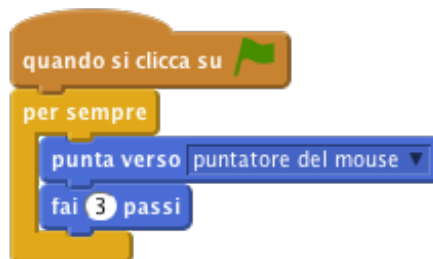 quando si clicca su
per sempre
punta verso puntatore del mouse
fai 3 passi